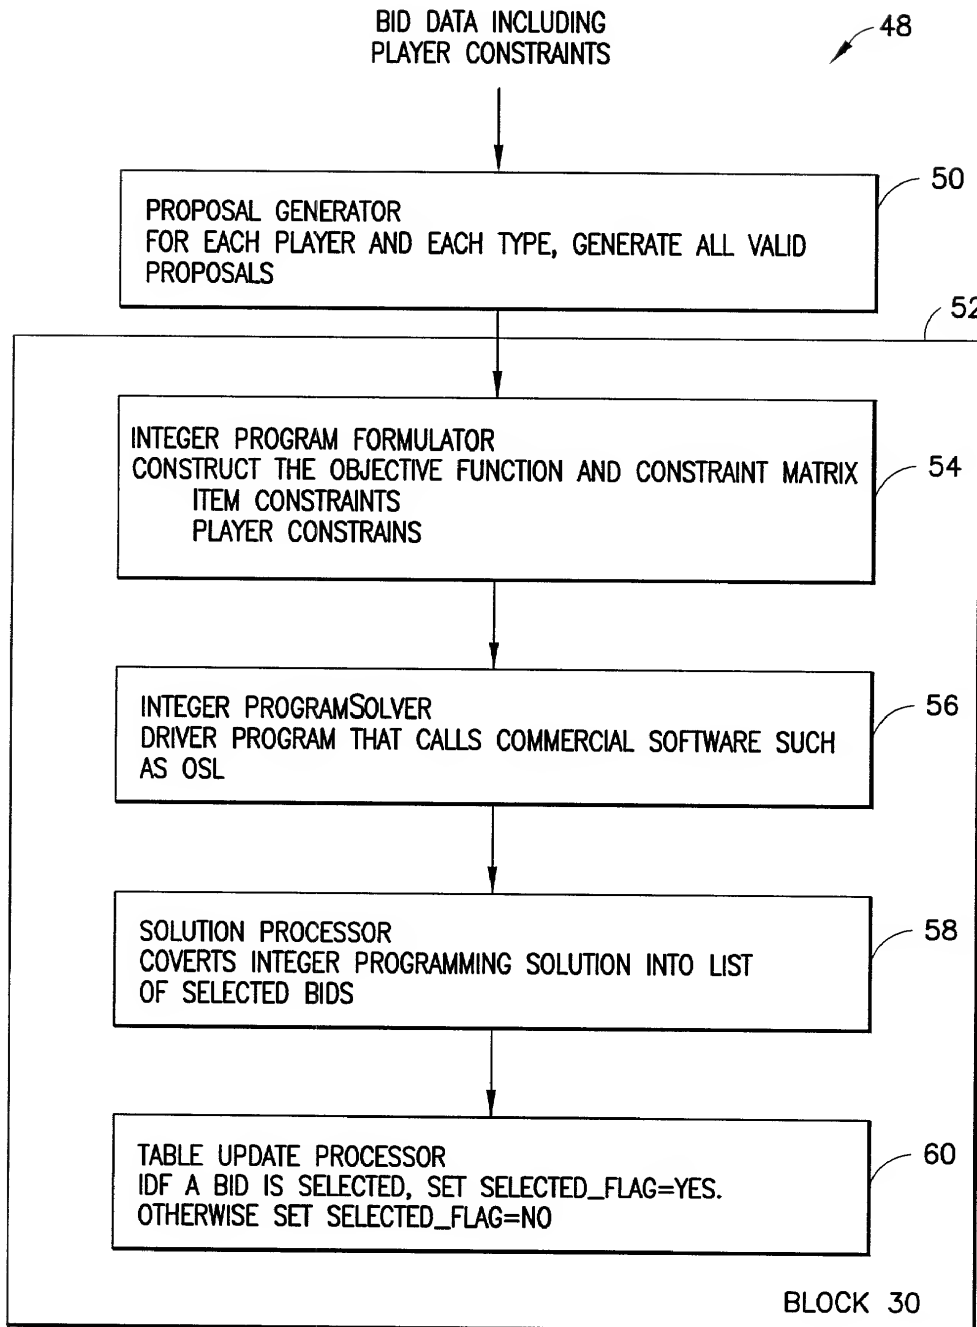 BID DATA INCLUDING
PLAYER CONSTRAINTS
48
50
PROPOSAL GENERATOR
FOR EACH PLAYER AND EACH TYPE, GENERATE ALL VALID
PROPOSALS
52
INTEGER PROGRAM FORMULATOR
CONSTRUCT THE OBJECTIVE FUNCTION AND CONSTRAINT MATRIX
ITEM CONSTRAINTS
PLAYER CONSTRAINS
54
INTEGER PROGRAMSOLVER
DRIVER PROGRAM THAT CALLS COMMERCIAL SOFTWARE SUCH
AS OSL
56
SOLUTION PROCESSOR
COVERTS INTEGER PROGRAMMING SOLUTION INTO LIST
OF SELECTED BIDS
58
TABLE UPDATE PROCESSOR
IDF A BID IS SELECTED, SET SELECTED_FLAG=YES.
OTHERWISE SET SELECTED_FLAG=NO
60
BLOCK 30